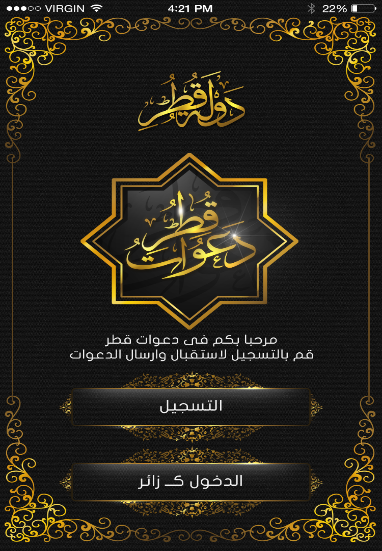 VIRGIN 4:21 PM 22%
دولة قطر
دعوات قطر
مرحبا بكم فى دعوات قطر
قم بالتسجيل لاستقبال وارسال الدعوات
التسجيل
الدخول كـ زائر